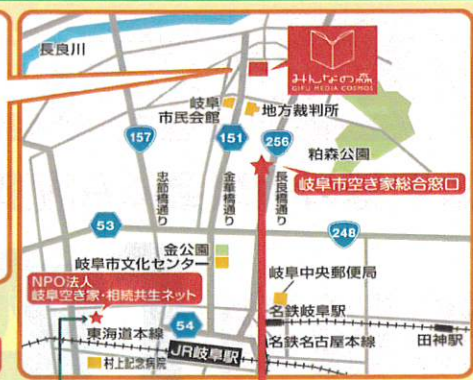 長良川
みんなの森
GIFU MEDIA COSMOS
岐阜
市民会館
地方裁判所
157
151
256
粕森公園
忠節橋通り
金華橋通り
長良橋通り
岐阜市空き家総合窓口
53
248
金公園
岐阜市文化センター
岐阜中央郵便局
NPO法人
岐阜空き家・相続共生ネット
名鉄岐阜駅
東海道本線
54
JR岐阜駅
名鉄名古屋本線
田神駅
村上記念病院